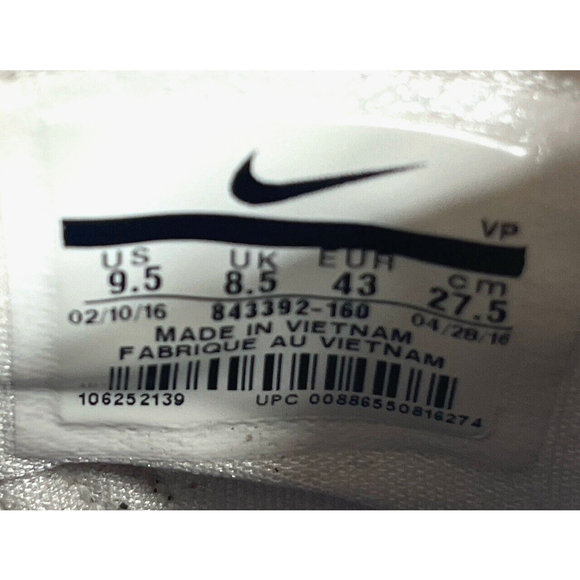 VP
US UK EUR cm
9.5 8.5 43 27.5
02/10/16 843392-160 04/28/16
MADE IN VIETNAM
FABRIQUE AU VIETNAM
106252139 UPC 00886550816274